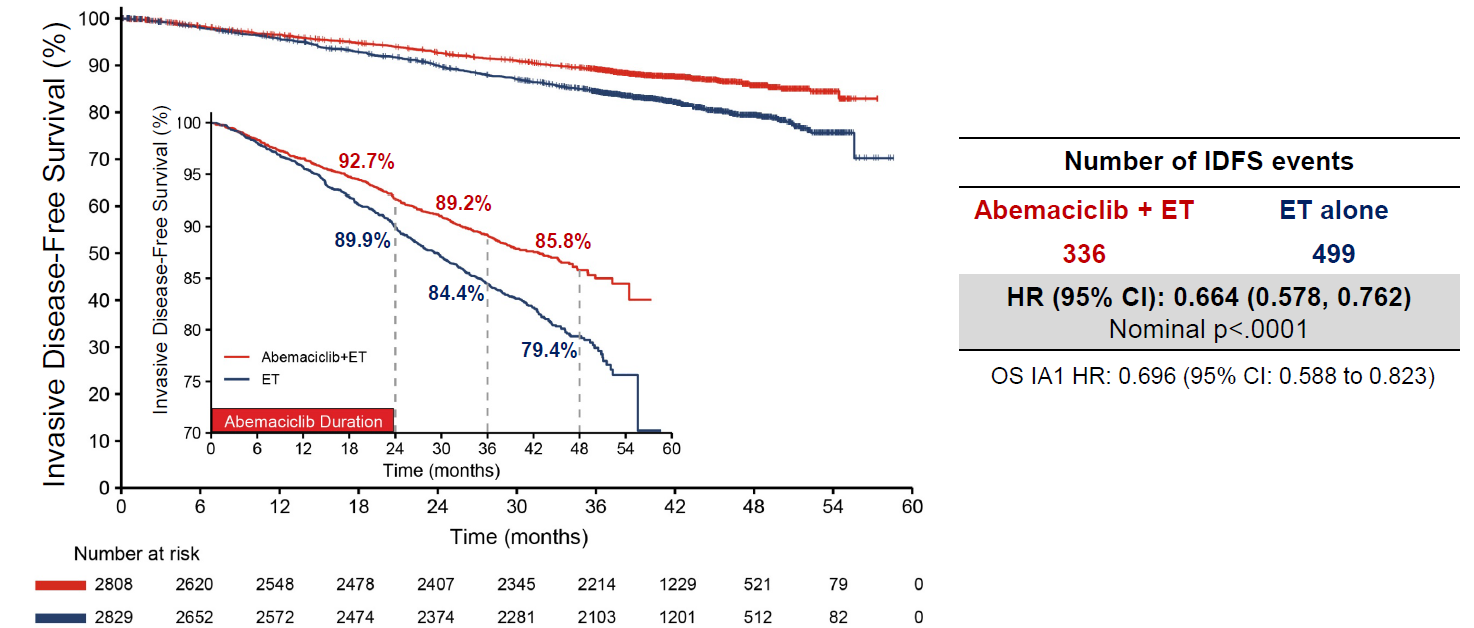 Invasive Disease-Free Survival (%)
100
90
80
70
60
50
40
30
20
10
0
0 6 12 18 24 30 36 42 48 54 60
Time (months)
Invasive Disease-Free Survival (%)
100
95
90
85
80
75
70
92.7%
89.2%
85.8%
89.9%
84.4%
79.4%
Abemaciclib+ET
ET
Abemaciclib Duration
0 6 12 18 24 30 36 42 48 54 60
Time (months)
Number at risk
2808 2620 2548 2478 2407 2345 2214 1229 521 79 0
2829 2652 2572 2474 2374 2281 2103 1201 512 82 0
Number of IDFS events
Abemaciclib + ET ET alone
336 499
HR (95% CI): 0.664 (0.578, 0.762)
Nominal p<.0001
OS IA1 HR: 0.696 (95% CI: 0.588 to 0.823)